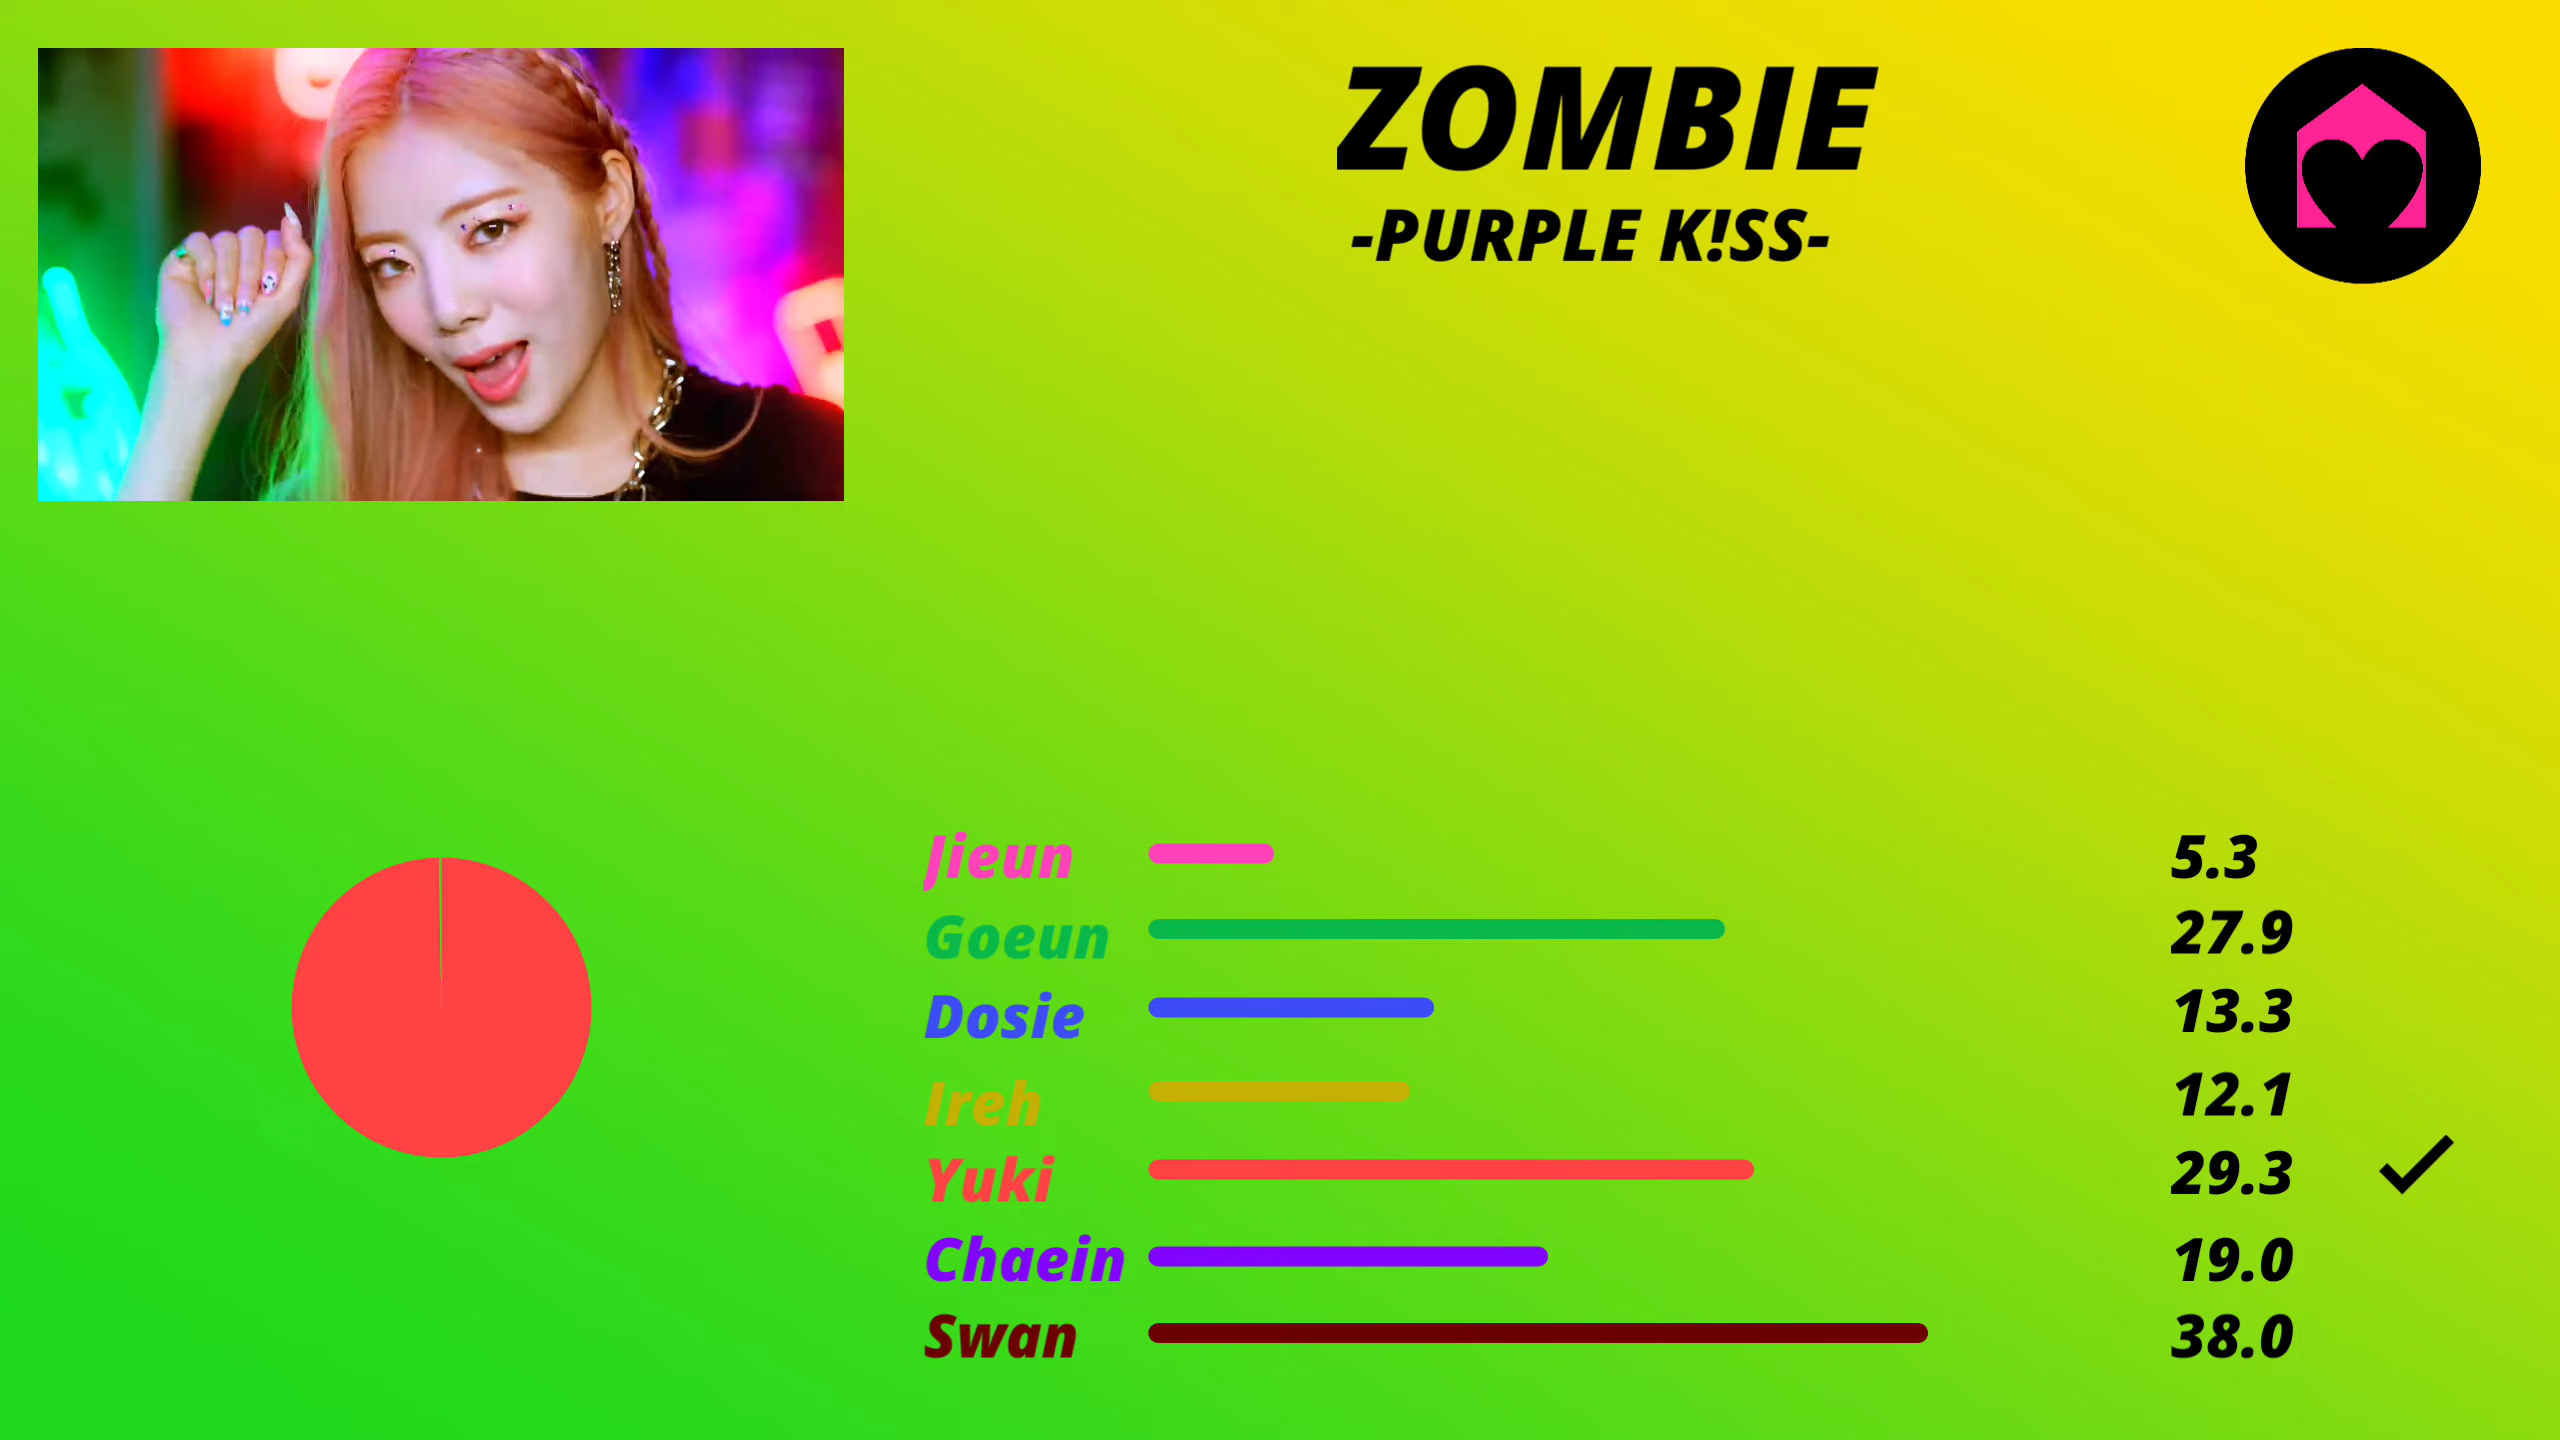 ZOMBIE
-PURPLE K!SS-
Jieun 5.3
Goeun 27.9
Dosie 13.3
Ireh 12.1
Yuki 29.3
Chaein 19.0
Swan 38.0